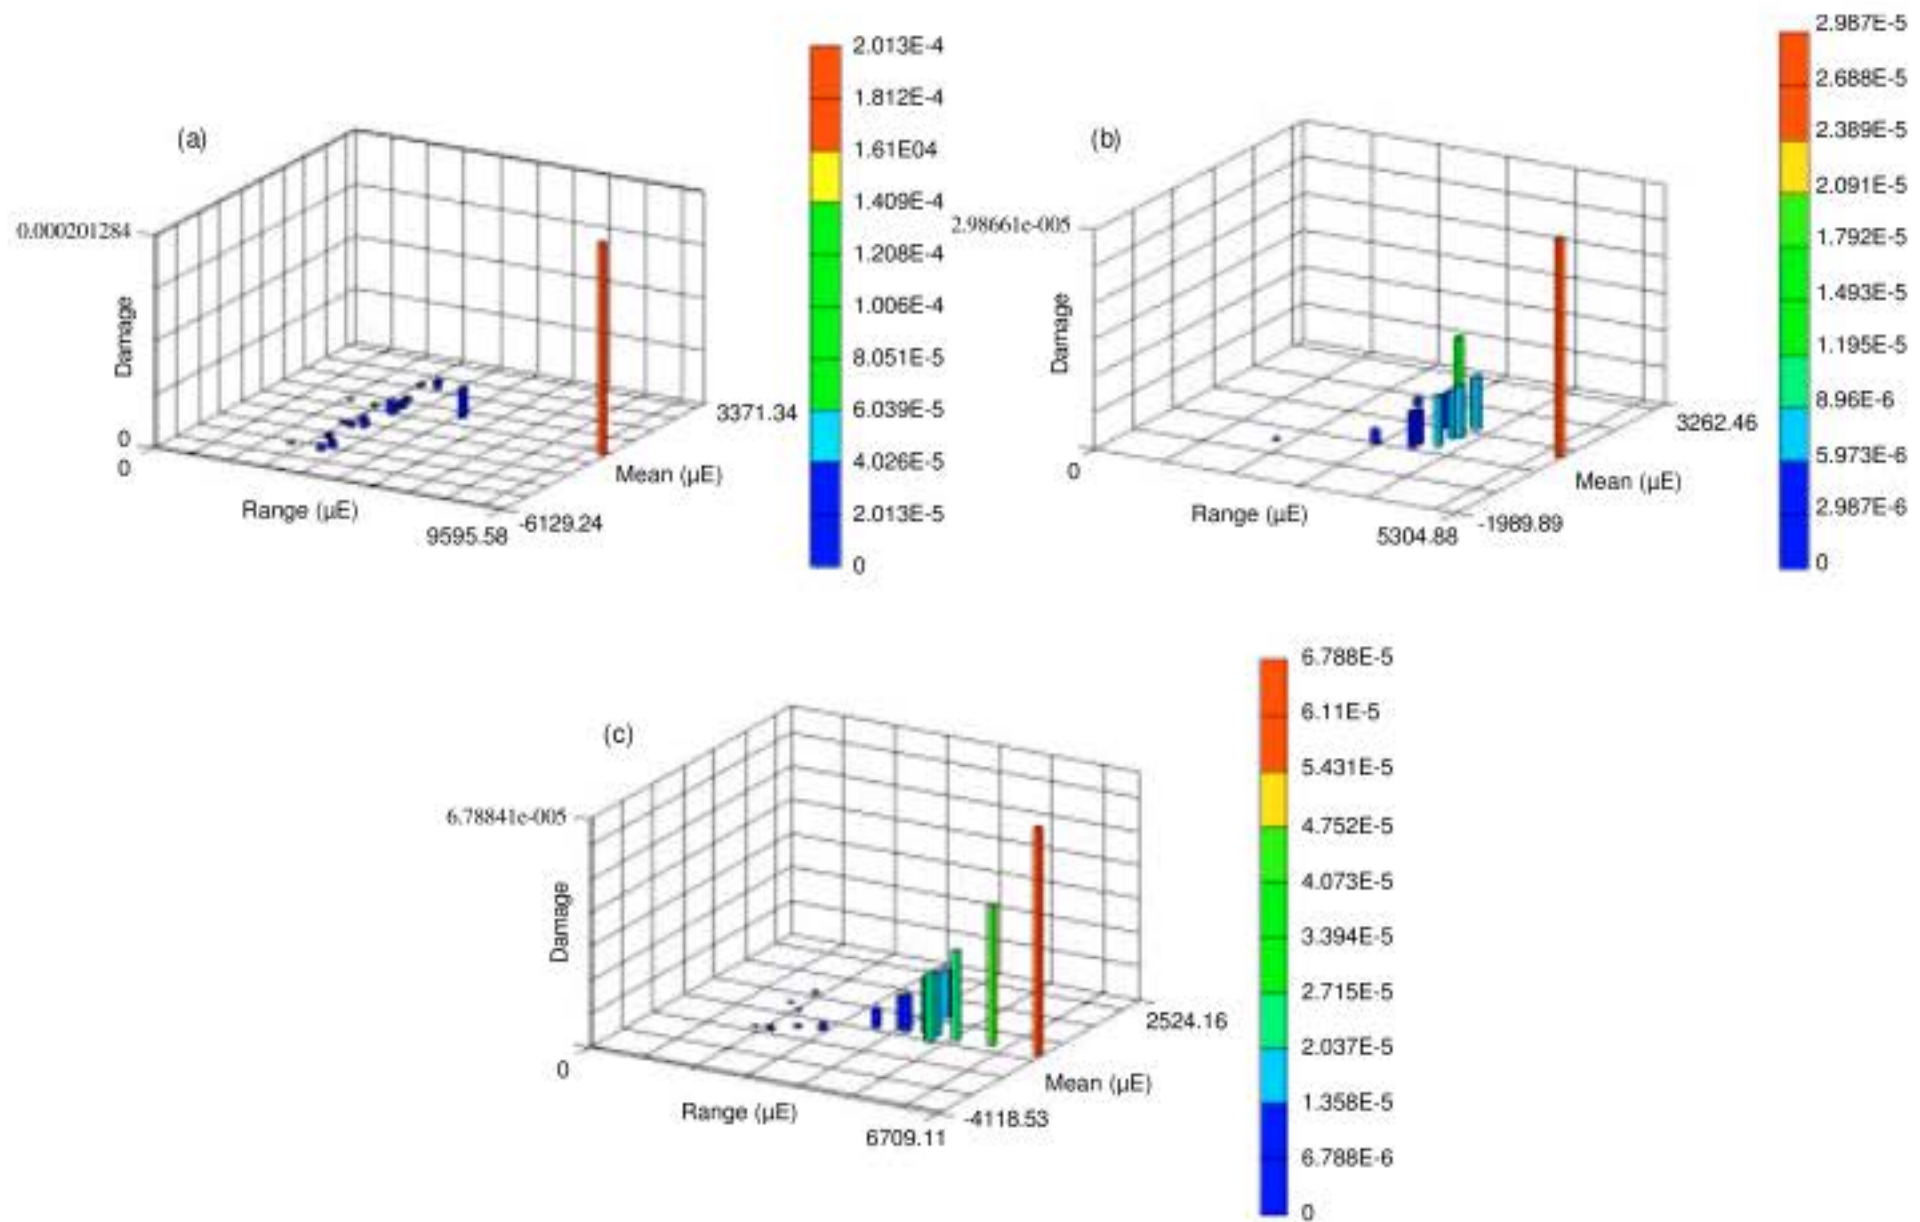 (a)
0.000201284
Damage
0
0
Range (µE)
9595.58
-6129.24
Mean (µE)
3371.34
2.013E-4
1.812E-4
1.61E04
1.409E-4
1.208E-4
1.006E-4
8.051E-5
6.039E-5
4.026E-5
2.013E-5
0
(b)
2.98661e-005
Damage
0
Range (µE)
5304.88
-1989.89
Mean (µE)
3262.46
2.987E-5
2.688E-5
2.389E-5
2.091E-5
1.792E-5
1.493E-5
1.195E-5
8.96E-6
5.973E-6
2.987E-6
0
(c)
6.78841e-005
Damage
0
Range (µE)
6709.11
-4118.53
Mean (µE)
2524.16
6.788E-5
6.11E-5
5.431E-5
4.752E-5
4.073E-5
3.394E-5
2.715E-5
2.037E-5
1.358E-5
6.788E-6
0